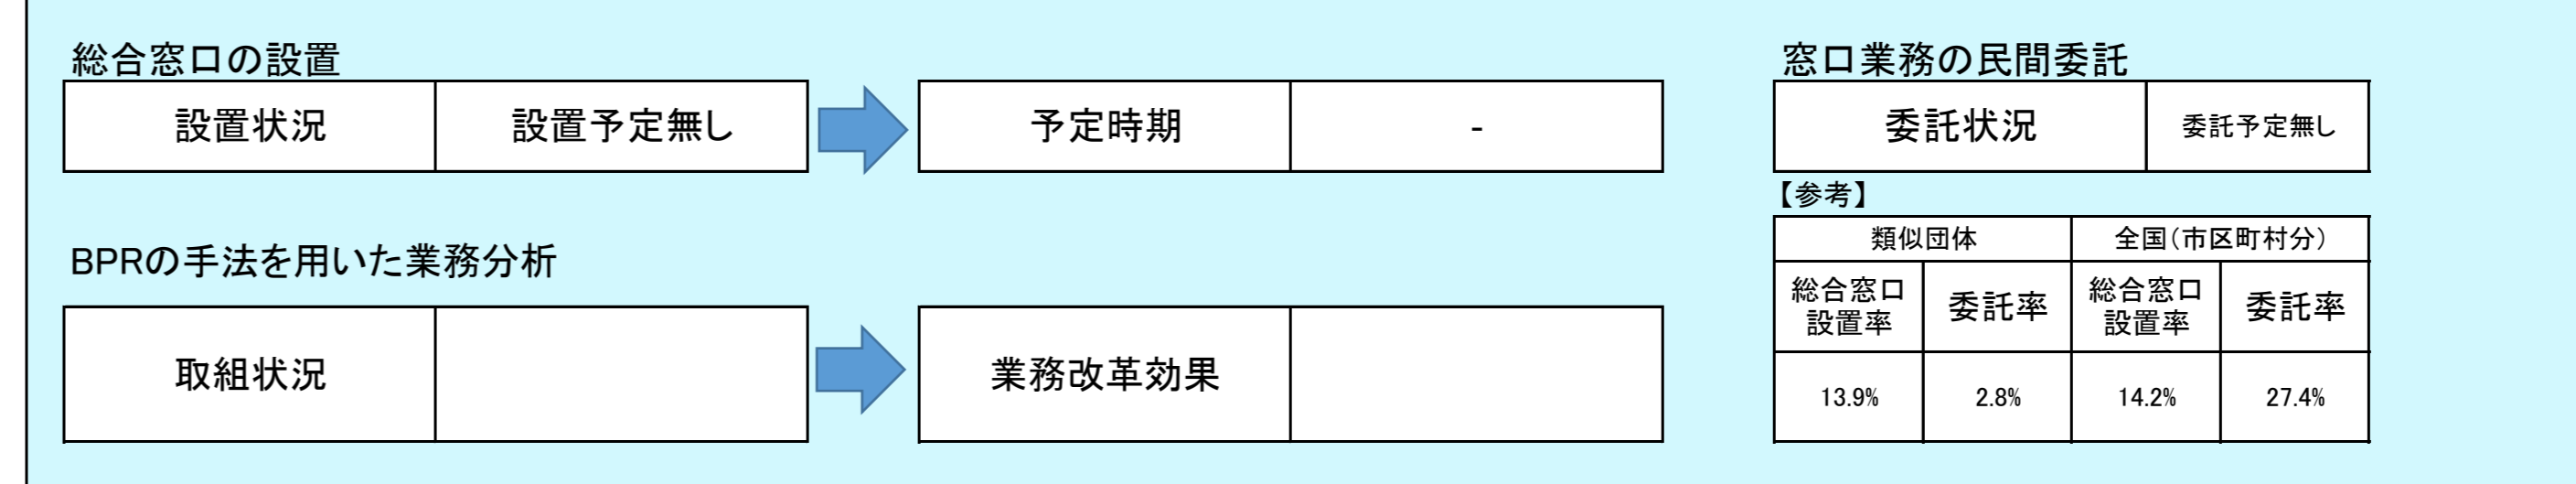 総合窓口の設置
設置状況 設置予定無し 予定時期 -
BPRの手法を用いた業務分析
取組状況 業務改革効果
窓口業務の民間委託
委託状況 委託予定無し
【参考】
類似団体 全国(市区町村分)
総合窓口
設置率 委託率 総合窓口
設置率 委託率
13.9% 2.8% 14.2% 27.4%